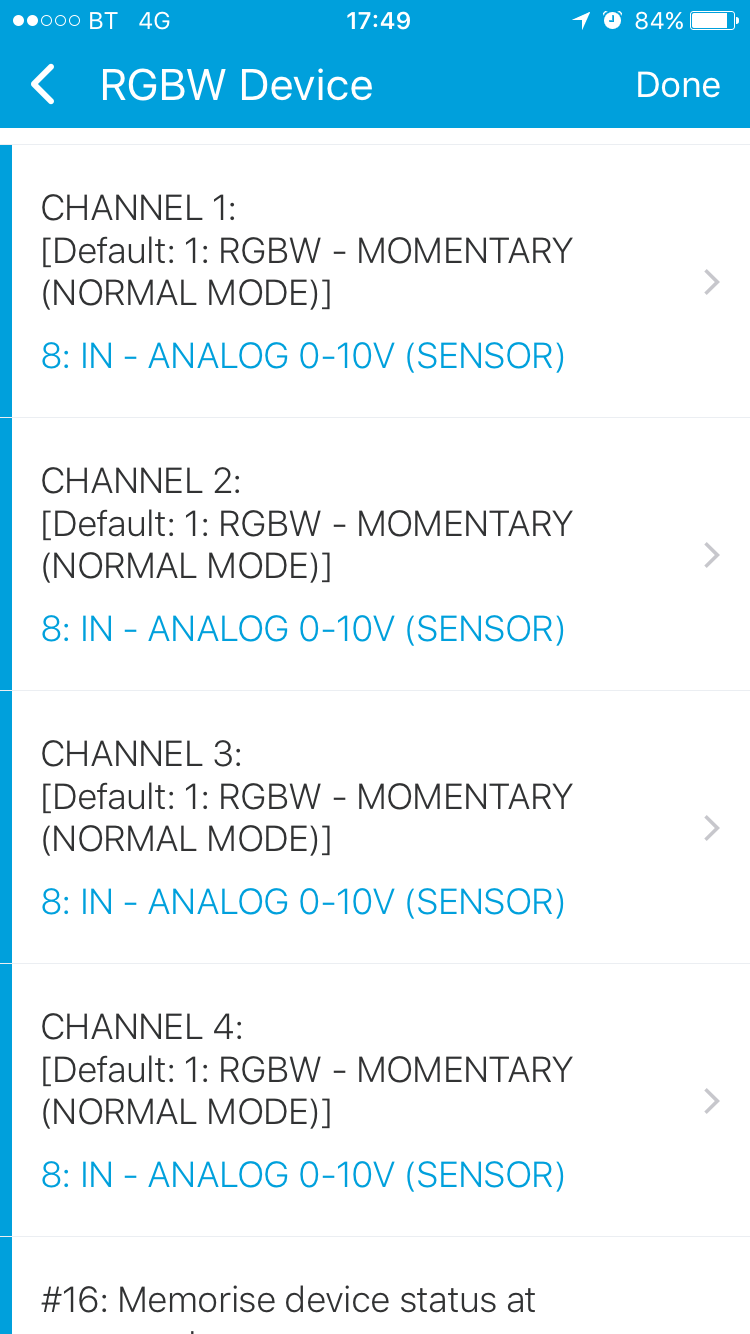 BT 4G 17:49 84%
RGBW Device Done
CHANNEL 1:
[Default: 1: RGBW - MOMENTARY
(NORMAL MODE)]
8: IN - ANALOG 0-10V (SENSOR)
CHANNEL 2:
[Default: 1: RGBW - MOMENTARY
(NORMAL MODE)]
8: IN - ANALOG 0-10V (SENSOR)
CHANNEL 3:
[Default: 1: RGBW - MOMENTARY
(NORMAL MODE)]
8: IN - ANALOG 0-10V (SENSOR)
CHANNEL 4:
[Default: 1: RGBW - MOMENTARY
(NORMAL MODE)]
8: IN - ANALOG 0-10V (SENSOR)
#16: Memorise device status at